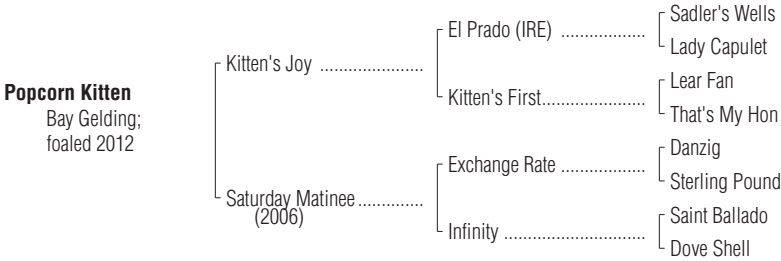 Popcorn Kitten
Bay Gelding;
foaled 2012
Kitten's Joy ......................
Saturday Matinee ..............
(2006)
El Prado (IRE) ..................
Kitten's First......................
Exchange Rate ..................
Infinity ..............................
Sadler's Wells
Lady Capulet
Lear Fan
That's My Hon
Danzig
Sterling Pound
Saint Ballado
Dove Shell